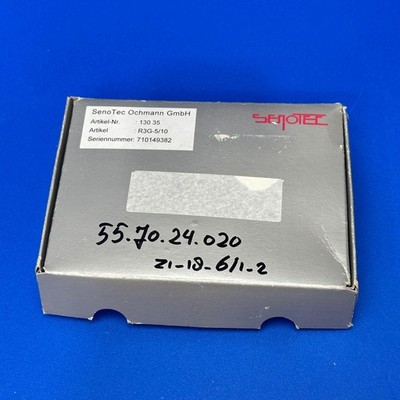 SenoTec Ochmann GmbH
Artikel-Nr. : 130 35
Artikel : R3G-5/10
Seriennummer: 710149382
SENOTEC
55.70.24.020
21-18-6/1-2